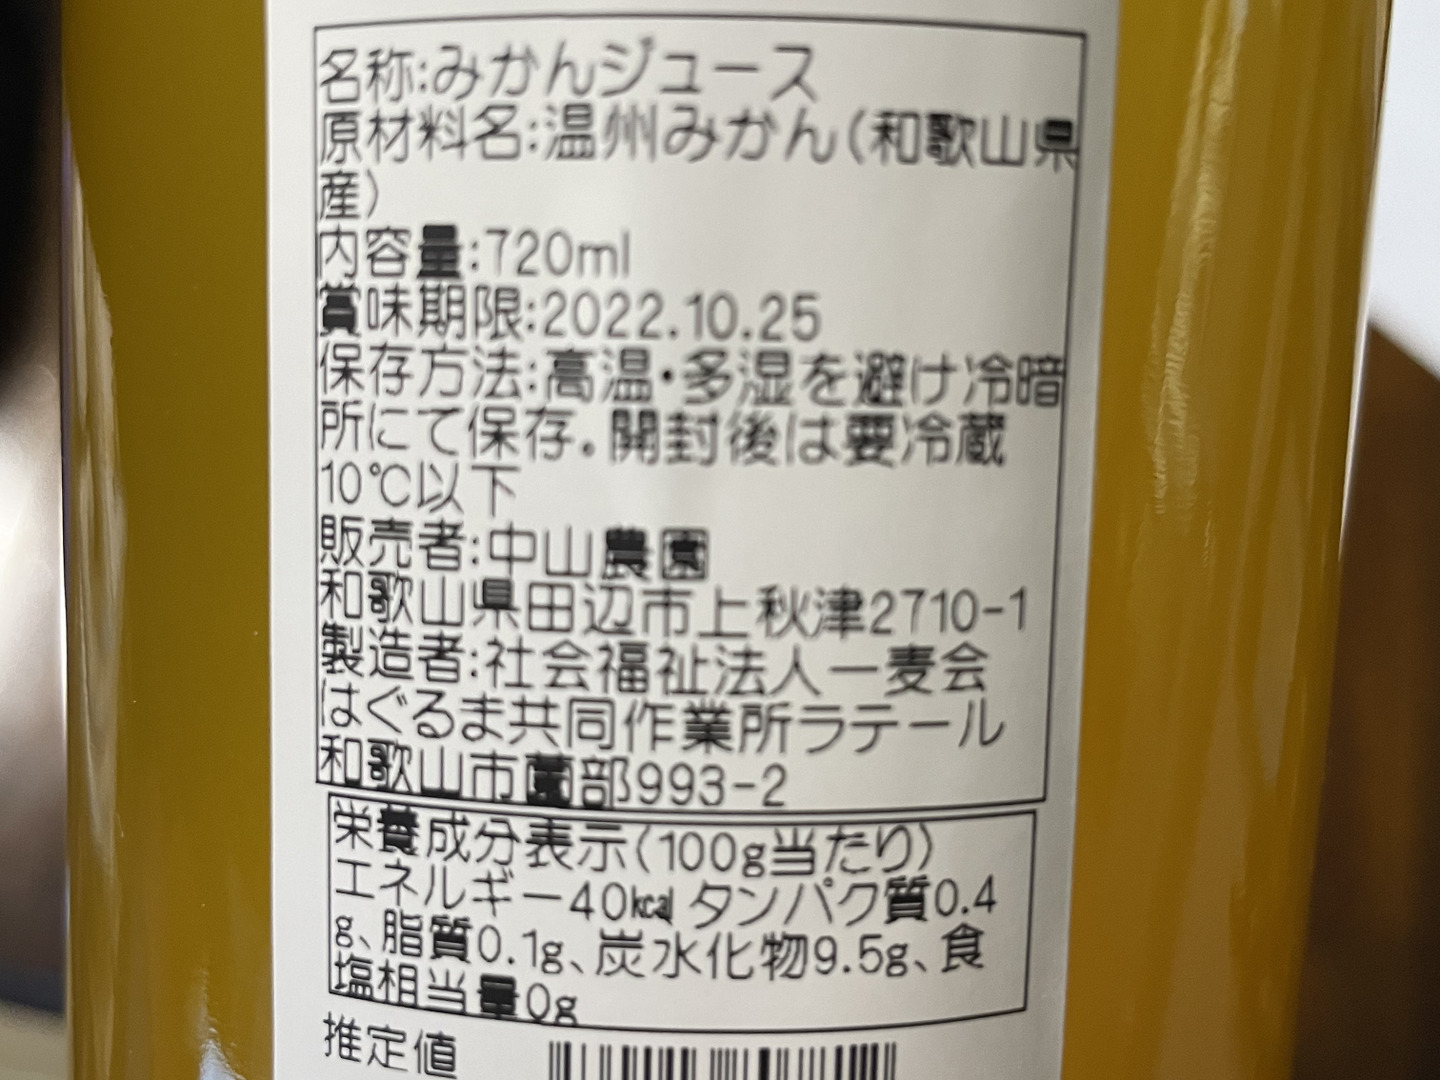 名称:みかんジュース
原材料名:温州みかん(和歌山県
産)
内容量:720ml
賞味期限:2022.10.25
保存方法:高温・多湿を避け冷暗
所にて保存。開封後は要冷蔵
10℃以下
販売者:中山農園
和歌山県田辺市上秋津2710-1
製造者:社会福祉法人一麦会
はぐるま共同作業所ラテール
和歌山市薗部993-2
栄養成分表示(100g当たり)
エネルギー40㎉ タンパク質0.4
g、脂質0.1g、炭水化物9.5g、食
塩相当量0g
推定値